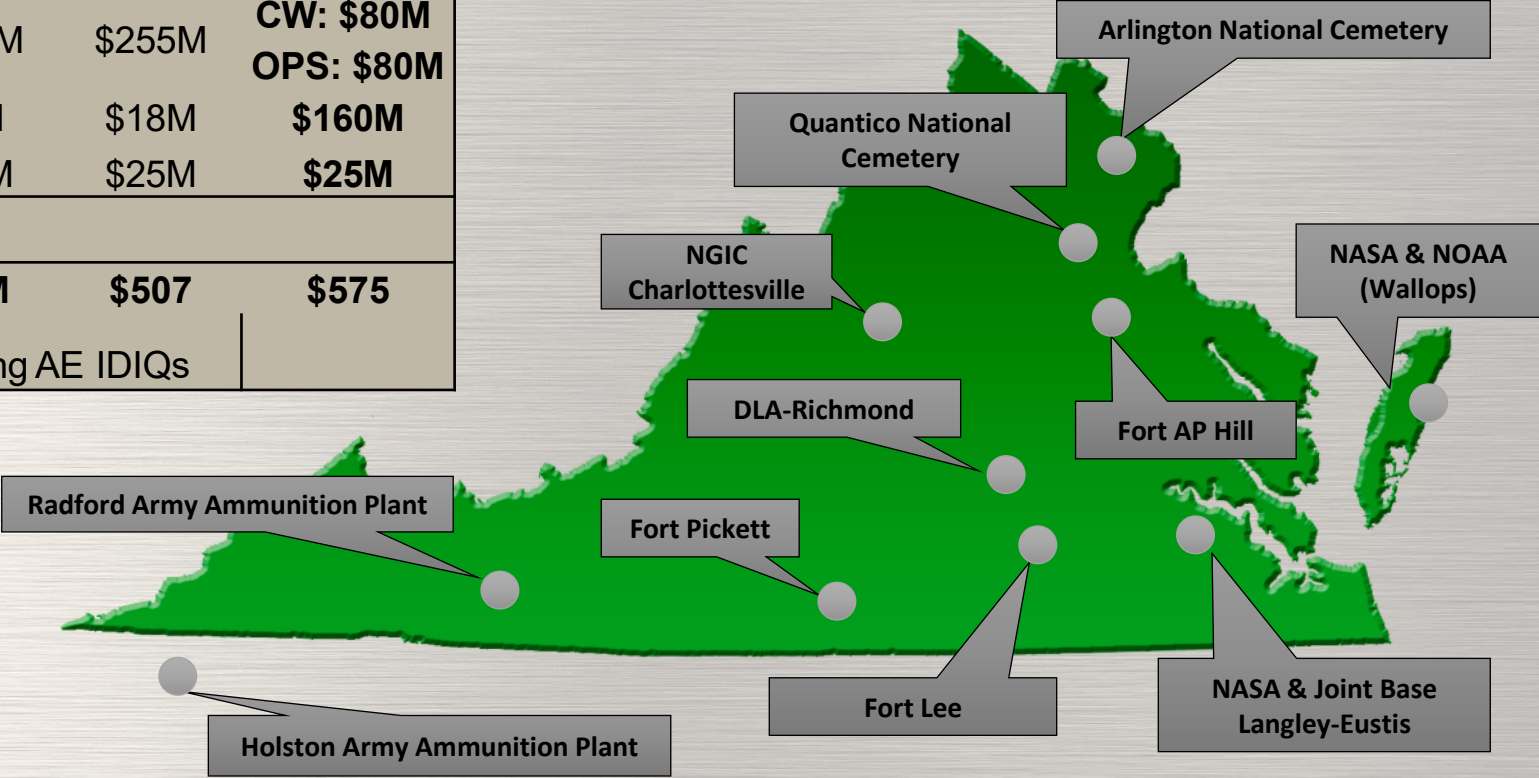 CW: $80M
M $255M
OPS: $80M
$18M $160M
M $25M $25M
M $507 $575
ng AE IDIQs
Arlington National Cemetery
Quantico National
Cemetery
NGIC
Charlottesville
NASA & NOAA
(Wallops)
DLA-Richmond
Fort AP Hill
Radford Army Ammunition Plant
Fort Pickett
Fort Lee
NASA & Joint Base
Langley-Eustis
Holston Army Ammunition Plant